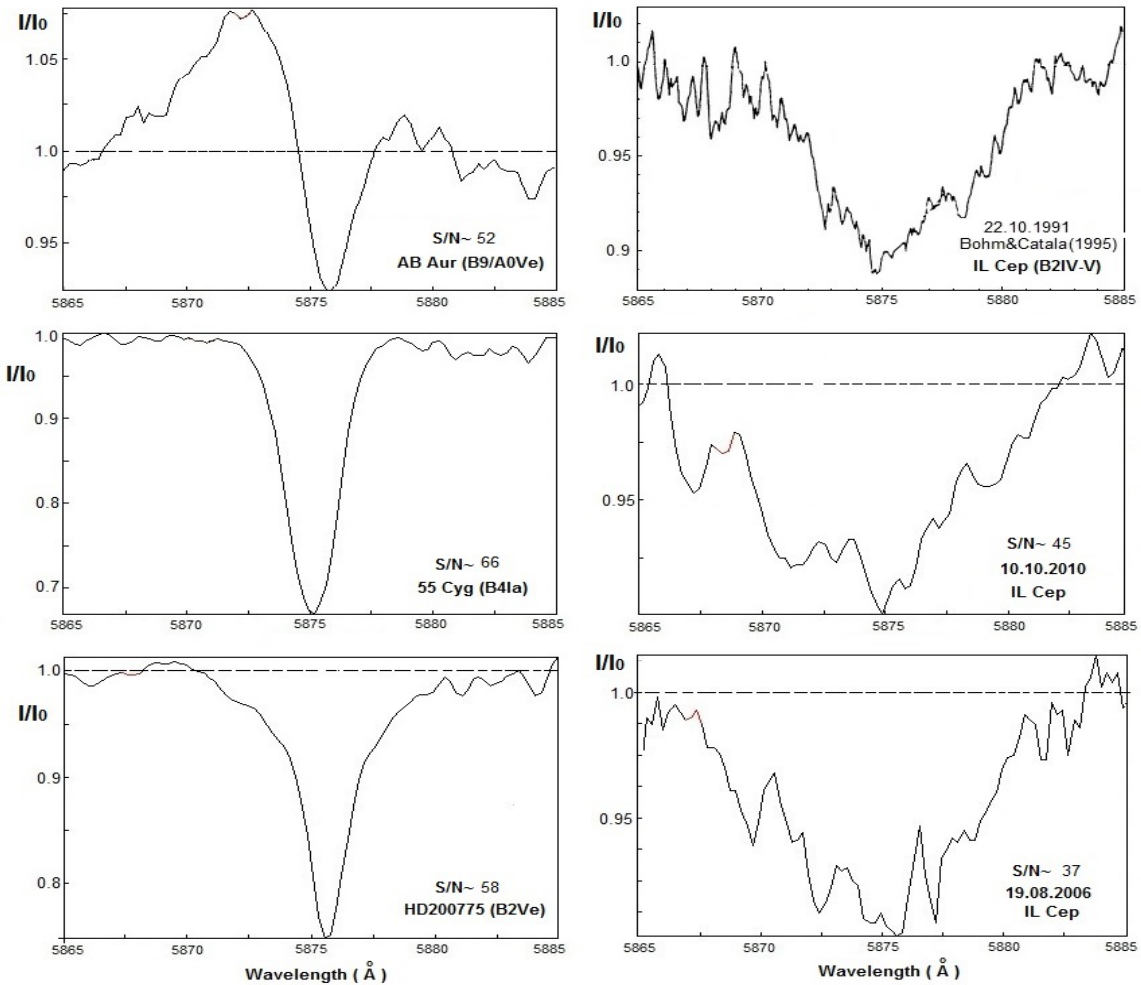 I/I0
1.05
1.0
0.95
S/N~ 52
AB Aur (B9/A0Ve)
5865
5870
5875
5880
5885
I/I0
1.0
0.95
0.9
22.10.1991
Bohm&Catala(1995)
IL Cep (B2IV-V)
5865
5870
5875
5880
5885
1.0
I/I0
0.9
0.8
0.7
S/N~ 66
55 Cyg (B4Ia)
5865
5870
5875
5880
5885
I/I0
1.0
0.95
S/N~ 45
10.10.2010
IL Cep
5865
5870
5875
5880
5885
1.0
I/I0
0.9
0.8
S/N~ 58
HD200775 (B2Ve)
5865
5870
5875
5880
5885
Wavelength ( Å )
I/I0
1.0
0.95
S/N~ 37
19.08.2006
IL Cep
5865
5870
5875
5880
5885
Wavelength ( Å )